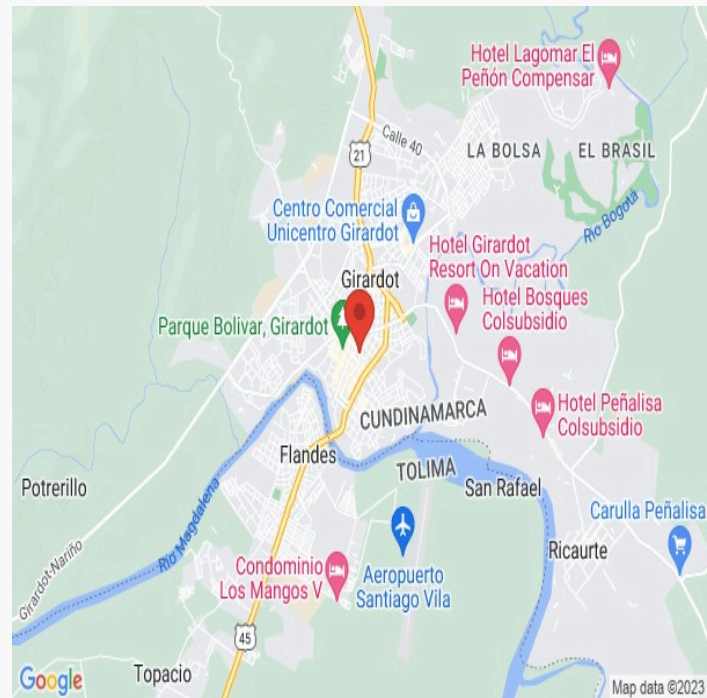 Hotel Lagomar El
Peñón Compensar
Calle 40
21
LA BOLSA
EL BRASIL
Centro Comercial
Unicentro Girardot
Río Bogotá
Hotel Girardot
Resort On Vacation
Girardot
Hotel Bosques
Colsubsidio
Parque Bolivar, Girardot
Hotel Peñalisa
Colsubsidio
CUNDINAMARCA
Flandes
TOLIMA
Potrerillo
San Rafael
Río Magdalena
Carulla Peñalisa
Ricaurte
Condominio
Los Mangos V
Aeropuerto
Santiago Vila
Girardot-Nariño
45
Topacio
Google
Map data ©2023